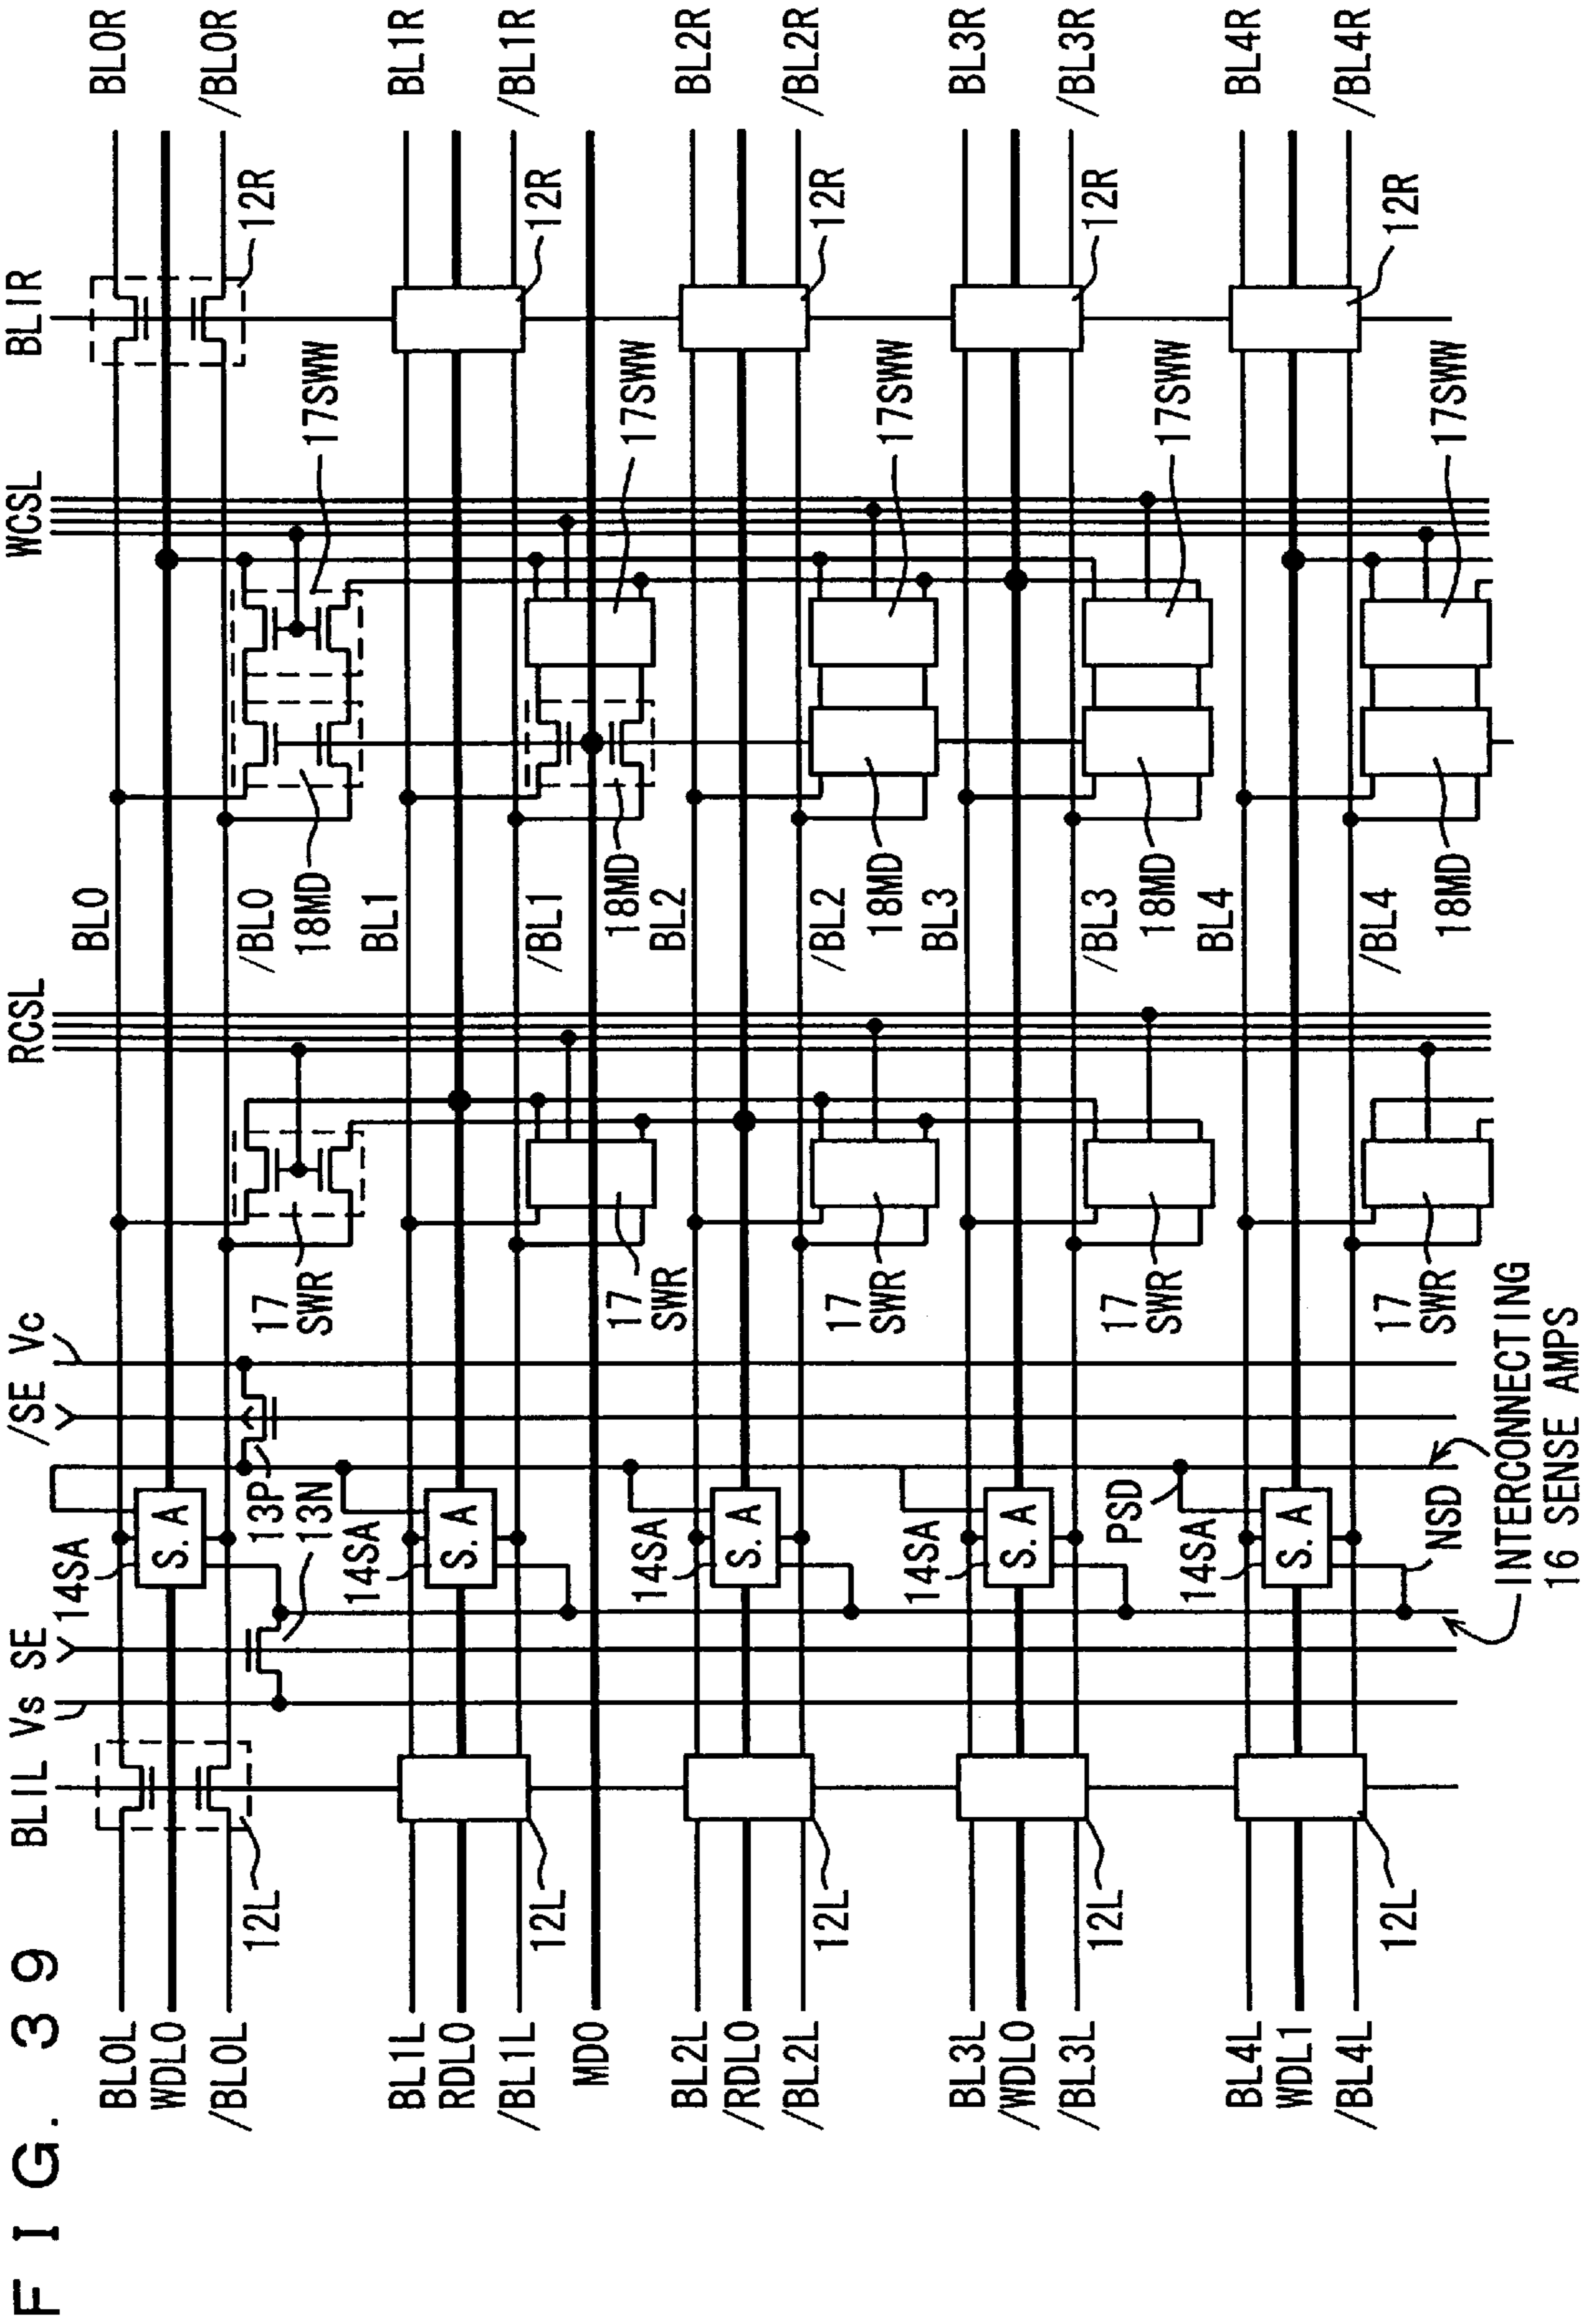 FIG. 39
BLIL Vs SE /SE Vc RCSL WCSL BLIR
BL0L 14SA BL0 BL0R
WDL0 S.A
/BL0L 12L 13P 13N 17 SWR /BL0 18MD 17SWW 12R /BL0R
BL1L 14SA BL1 BL1R
RDL0 S.A
/BL1L 12L 17 SWR /BL1 18MD 17SWW 12R /BL1R
MD0
BL2L 14SA BL2 BL2R
/RDL0 S.A
/BL2L 12L 17 SWR /BL2 18MD 17SWW 12R /BL2R
BL3L 14SA BL3 BL3R
/WDL0 S.A
/BL3L 12L PSD 17 SWR /BL3 18MD 17SWW 12R /BL3R
BL4L 14SA BL4 BL4R
WDL1 S.A
/BL4L 12L NSD 17 SWR /BL4 18MD 17SWW 12R /BL4R
INTERCONNECTING
16 SENSE AMPS